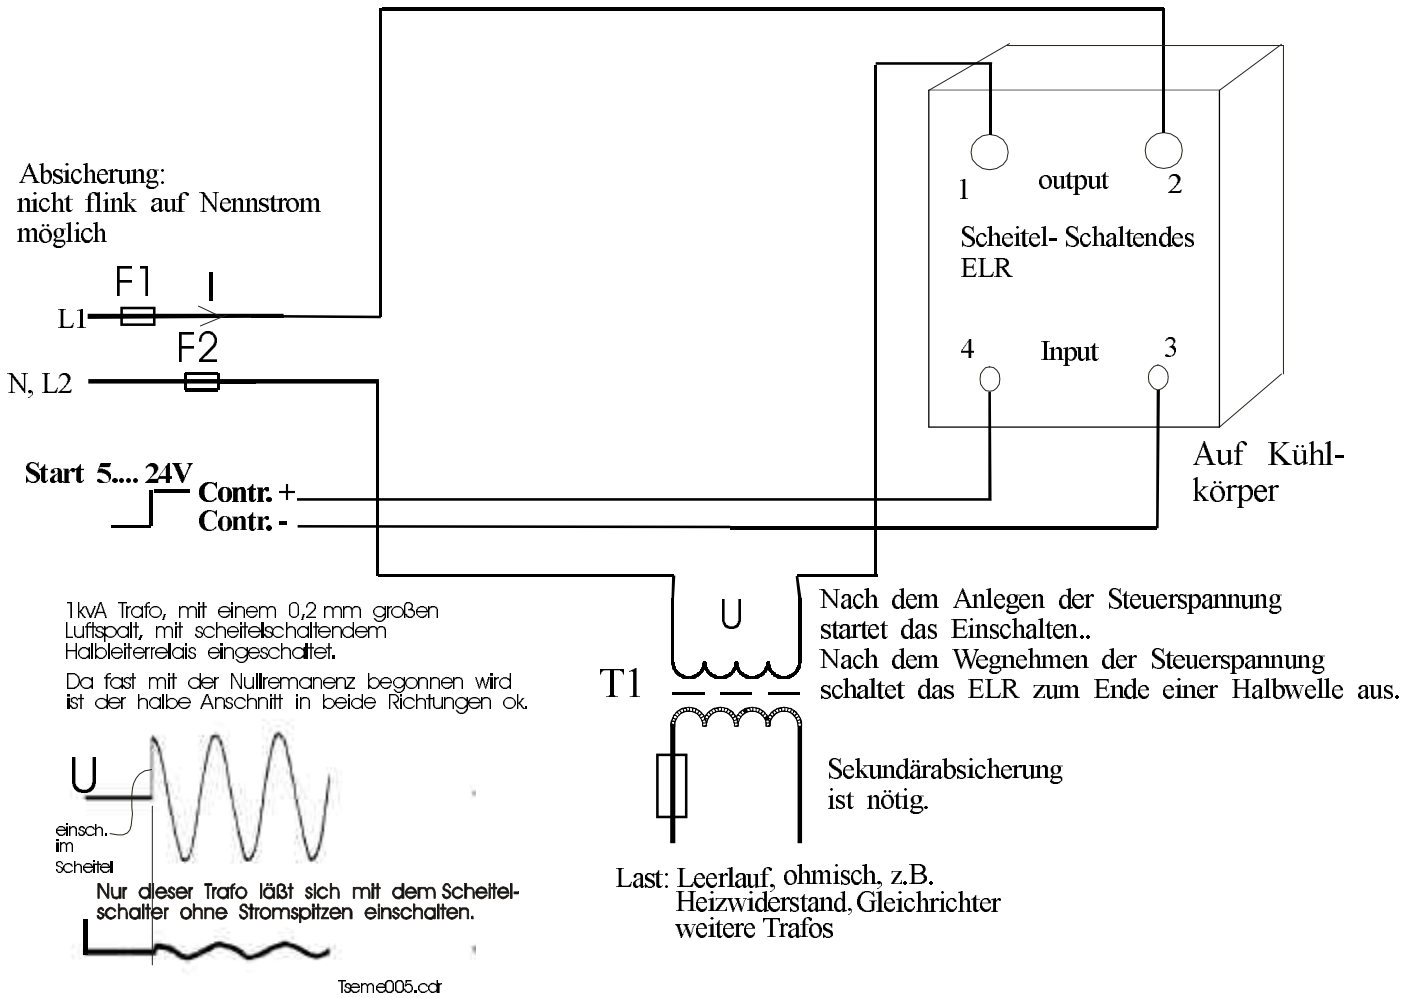 1
output
2
Scheitel- Schaltendes
ELR
4
Input
3
Auf Kühl-
körper
Absicherung:
nicht flink auf Nennstrom
möglich
F1
I
L1
F2
N, L2
Start 5.... 24V
Contr. +
Contr. -
1kvA Trafo, mit einem 0,2 mm großen
Luftspalt, mit scheitelschaltendem
Halbleiterrelais eingeschaltet.
Da fast mit der Nullremanenz begonnen wird
ist der halbe Anschnitt in beide Richtungen ok.
U
Nach dem Anlegen der Steuerspannung
startet das Einschalten..
Nach dem Wegnehmen der Steuerspannung
schaltet das ELR zum Ende einer Halbwelle aus.
T1
Sekundärabsicherung
ist nötig.
Last: Leerlauf, ohmisch, z.B.
Heizwiderstand, Gleichrichter
weitere Trafos
U
einsch.
im
Scheitel
Nur dieser Trafo läßt sich mit dem Scheitel-
schalter ohne Stromspitzen einschalten.
I
Tseme005.cdr